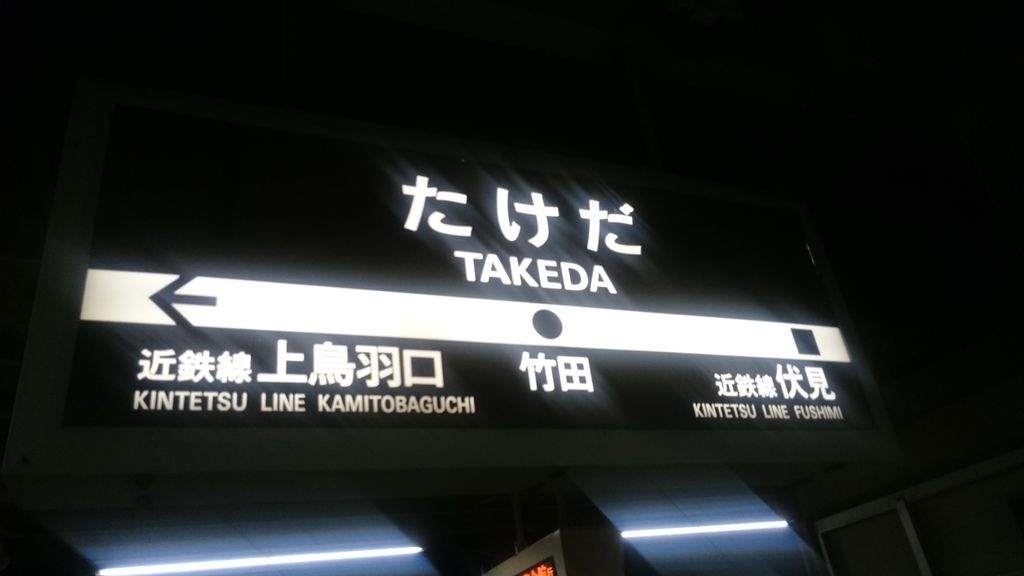 たけだ
TAKEDA
近鉄線 上鳥羽口
KINTETSU LINE KAMITOBAGUCHI
竹田
近鉄線 伏見
KINTETSU LINE FUSHIMI